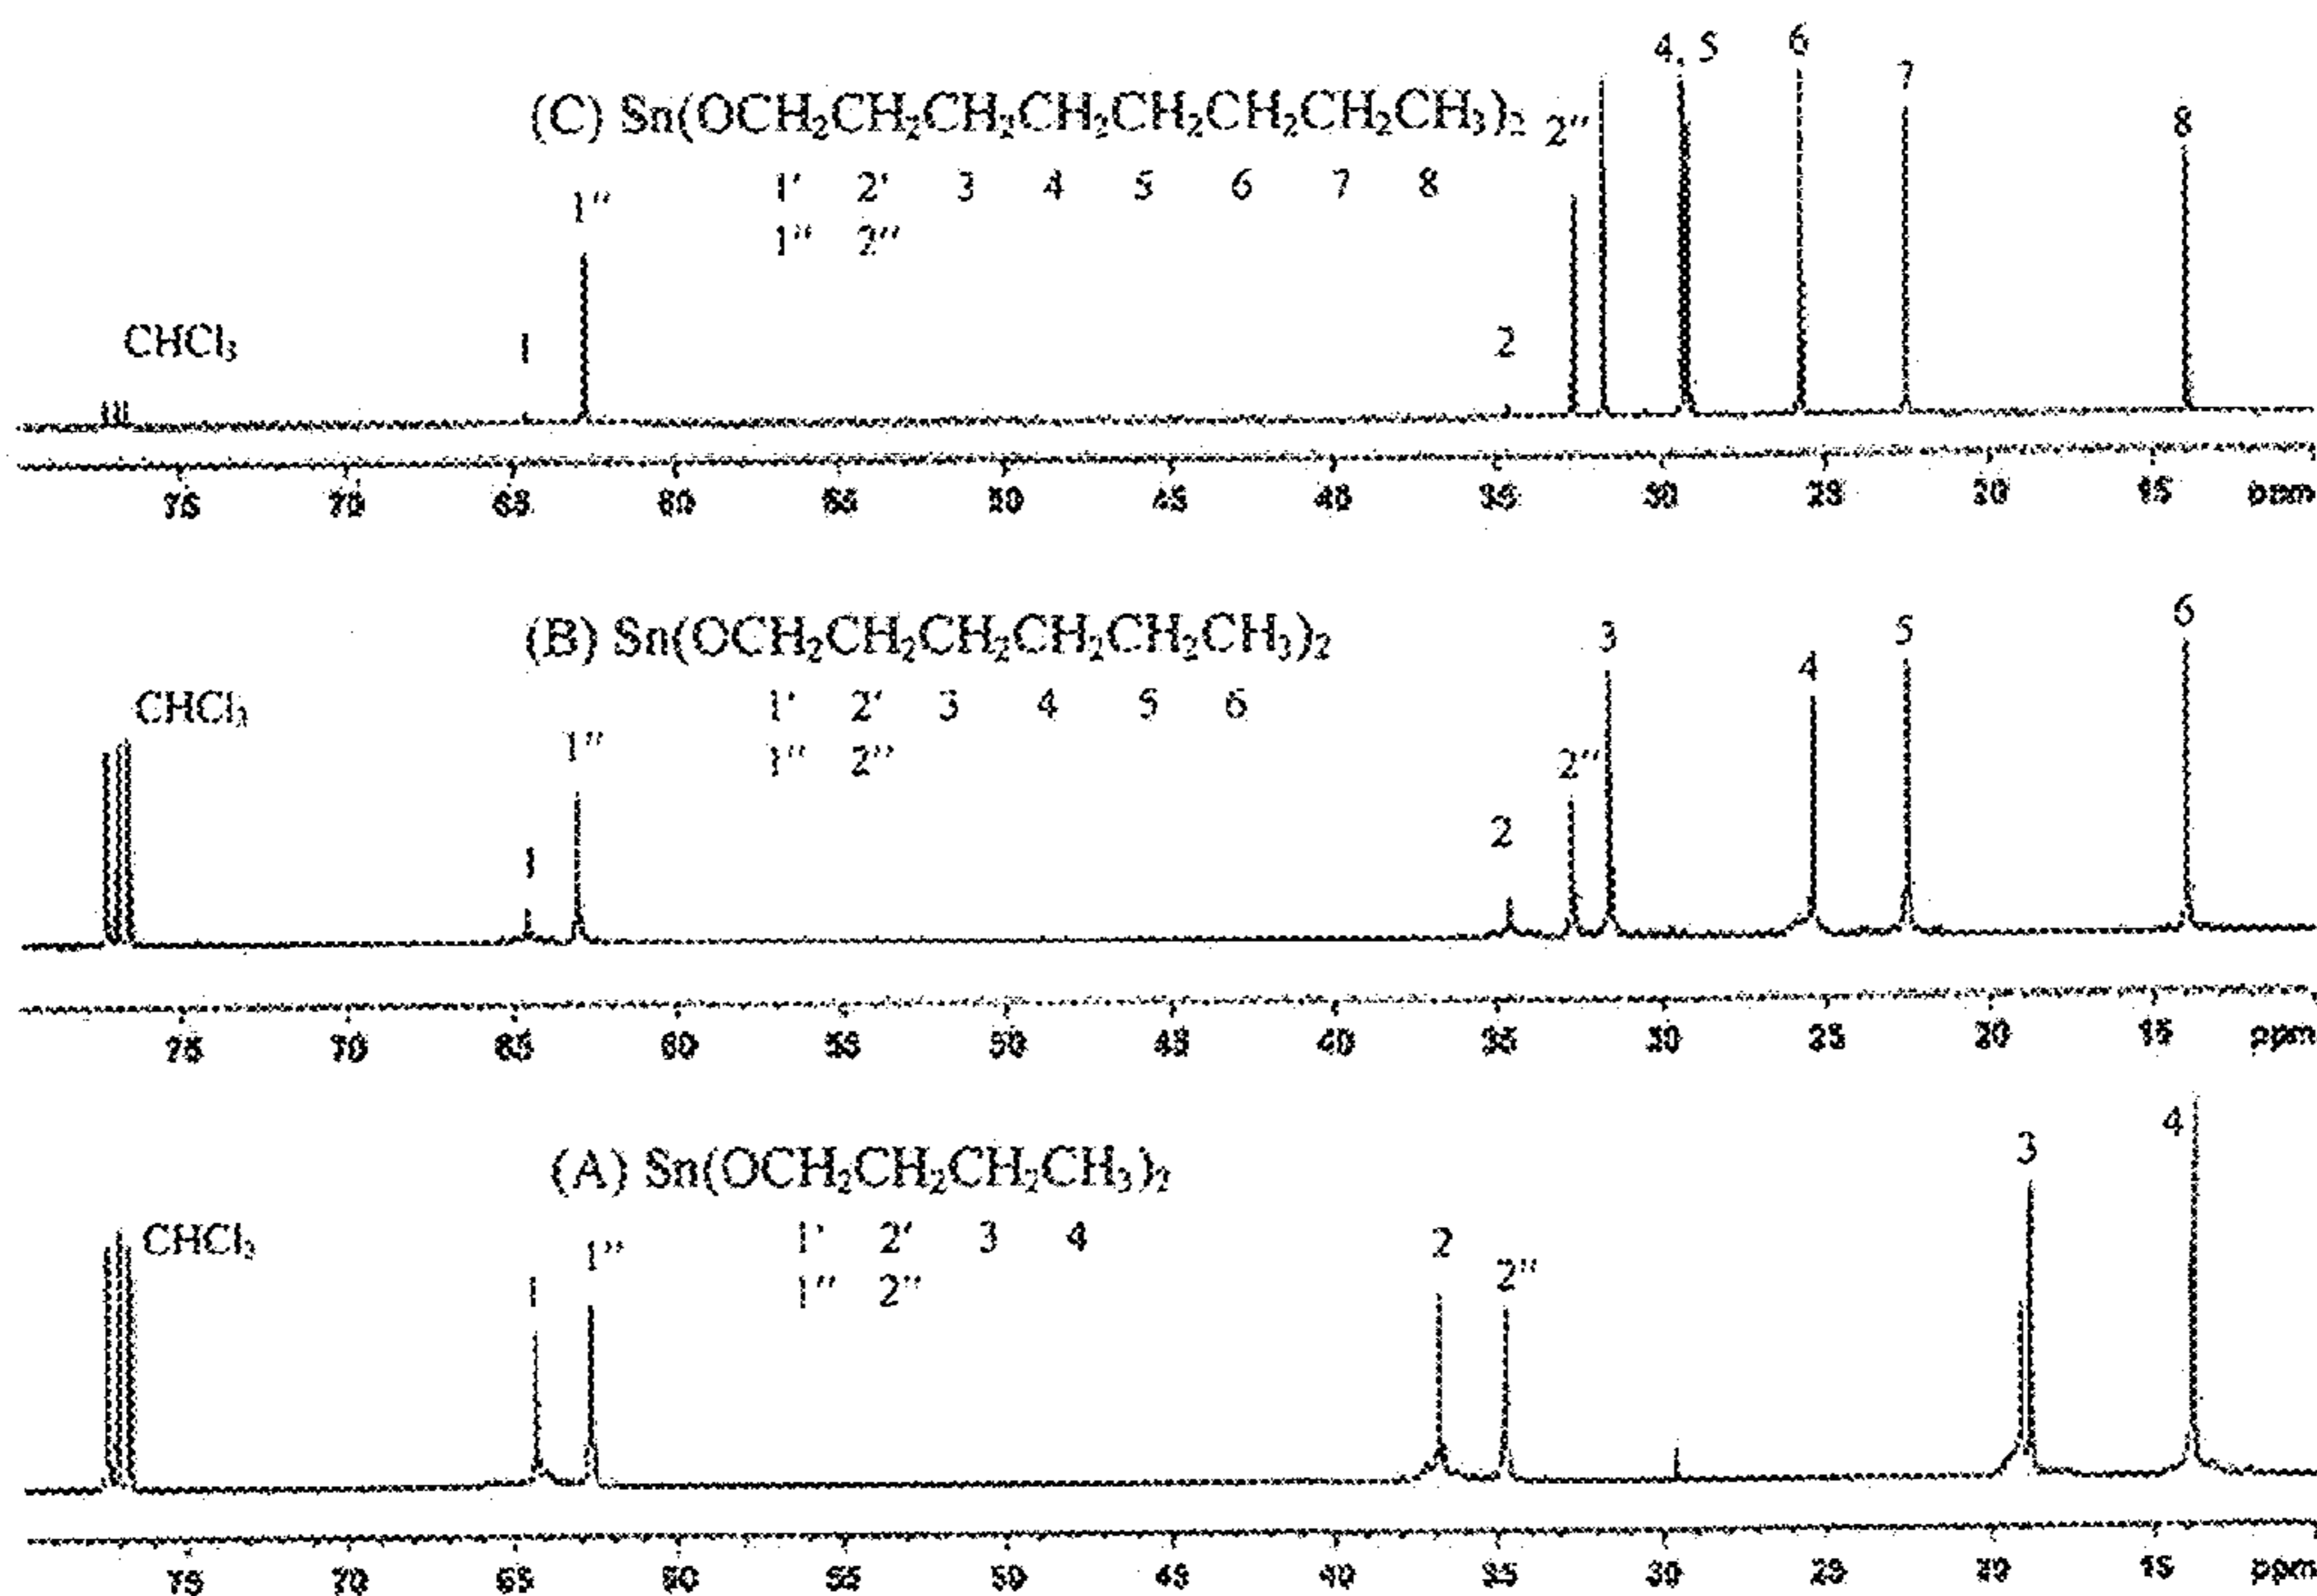 4, 5 6
7
(C) Sn(OCH₂CH₂CH₂CH₂CH₂CH₂CH₂CH₃)₂ 2" 8
1" 1' 2' 3 4 5 6 7 8
1" 2"
CHCl₃ 1 2
75 70 65 60 55 50 45 40 35 30 25 20 15 ppm
(B) Sn(OCH₂CH₂CH₂CH₂CH₂CH₃)₂ 3 5 6
4
CHCl₃ 1' 2' 3 4 5 6
1" 1" 2" 2"
1 2
75 70 65 60 55 50 45 40 35 30 25 20 15 ppm
(A) Sn(OCH₂CH₂CH₂CH₃)₂ 3 4
CHCl₃ 1" 1' 2' 3 4 2
1 1" 2" 2"
75 70 65 60 55 50 45 40 35 30 25 20 15 ppm